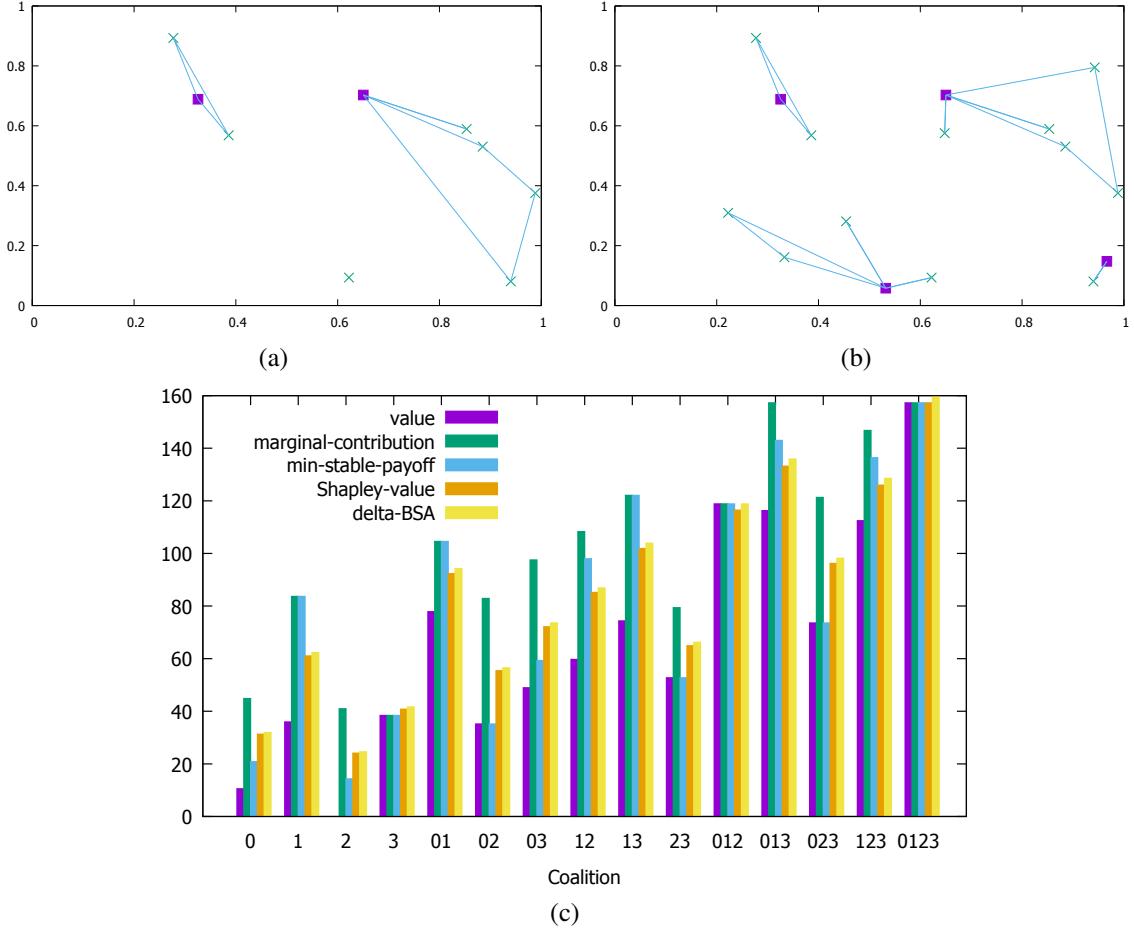 1
0.8
0.6
0.4
0.2
0
0 0.2 0.4 0.6 0.8 1
(a)
1
0.8
0.6
0.4
0.2
0
0 0.2 0.4 0.6 0.8 1
(b)
160
140
120
100
80
60
40
20
0
value
marginal-contribution
min-stable-payoff
Shapley-value
delta-BSA
0 1 2 3 01 02 03 12 13 23 012 013 023 123 0123
Coalition
(c)